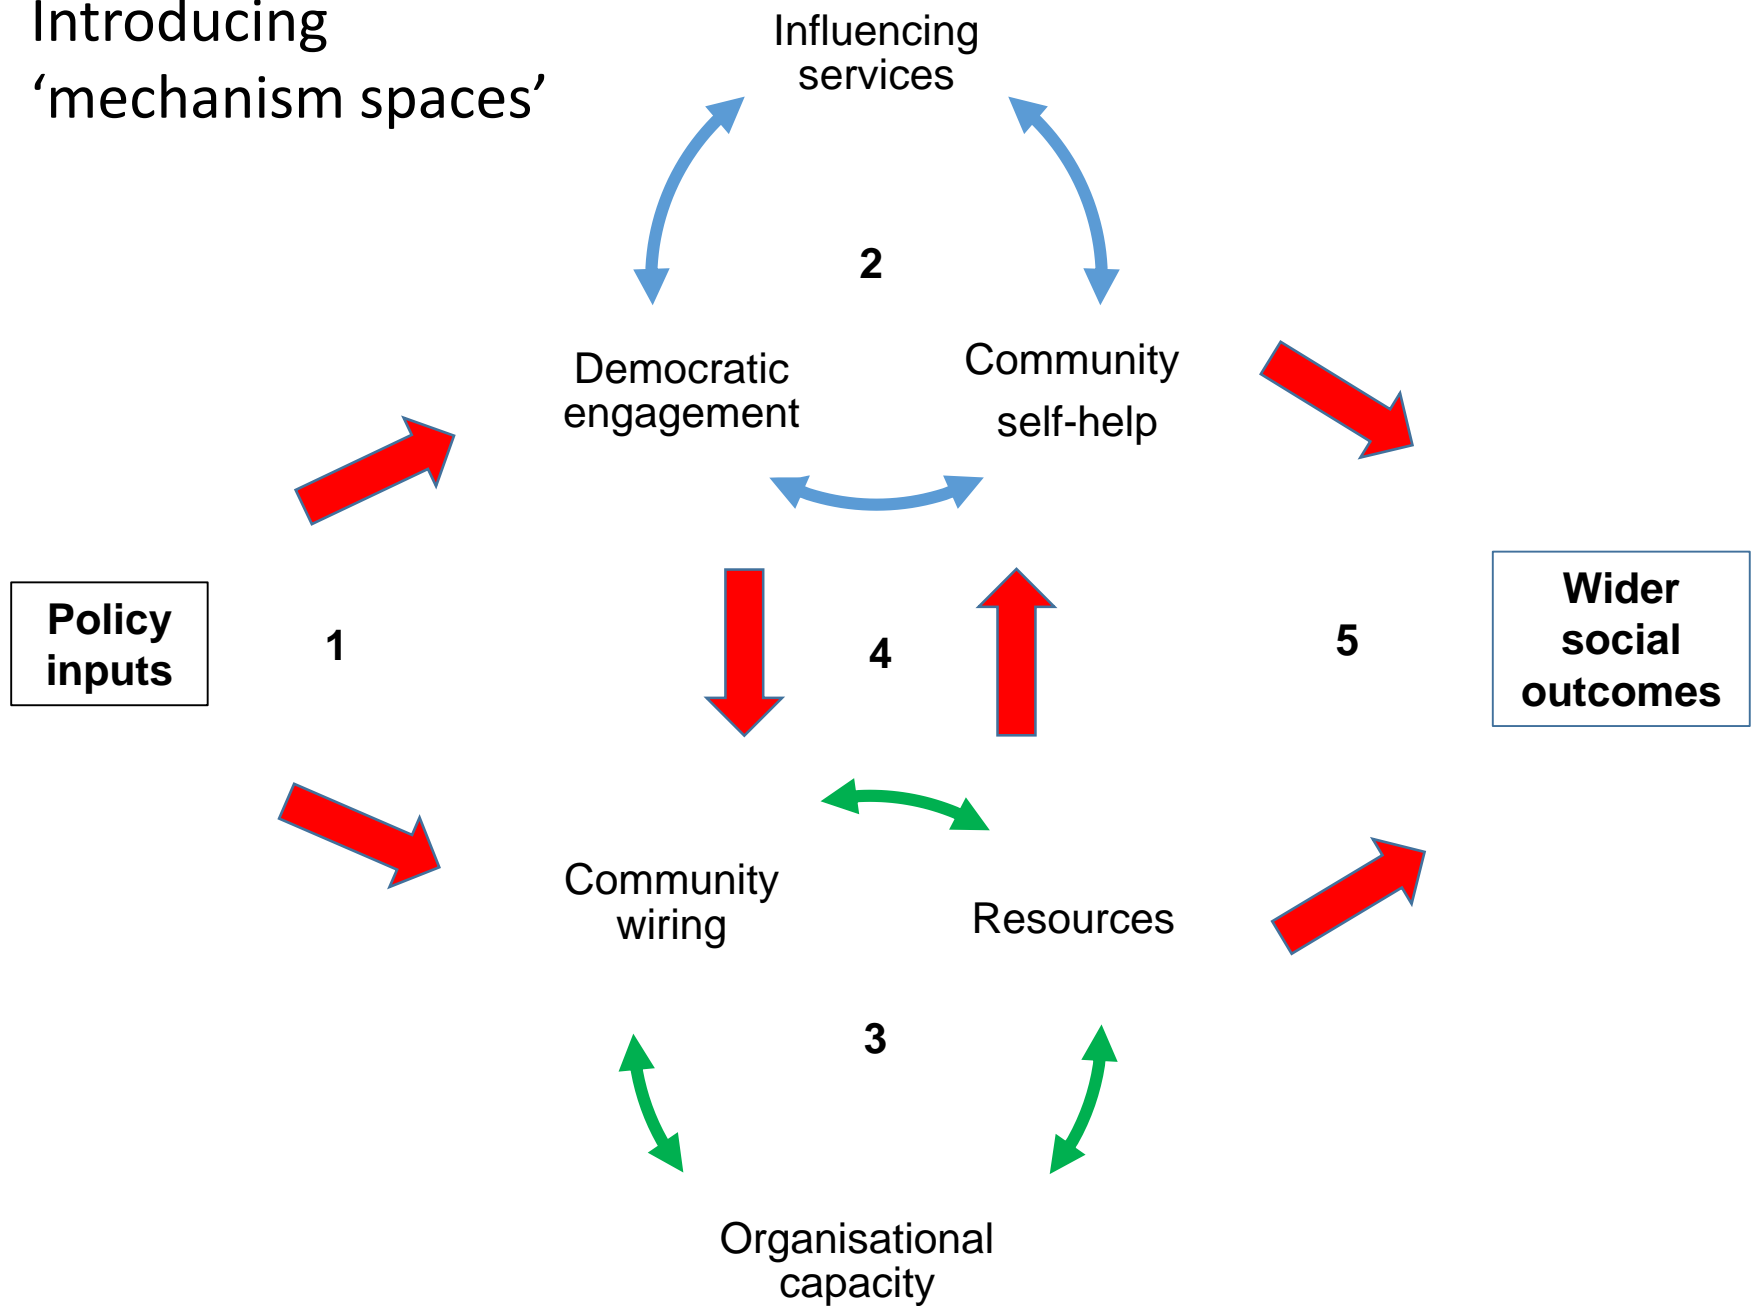 Introducing
‘mechanism spaces’
Influencing
services
2
Democratic
engagement
Community
self-help
Policy
inputs
1
4
5
Wider
social
outcomes
Community
wiring
Resources
3
Organisational
capacity